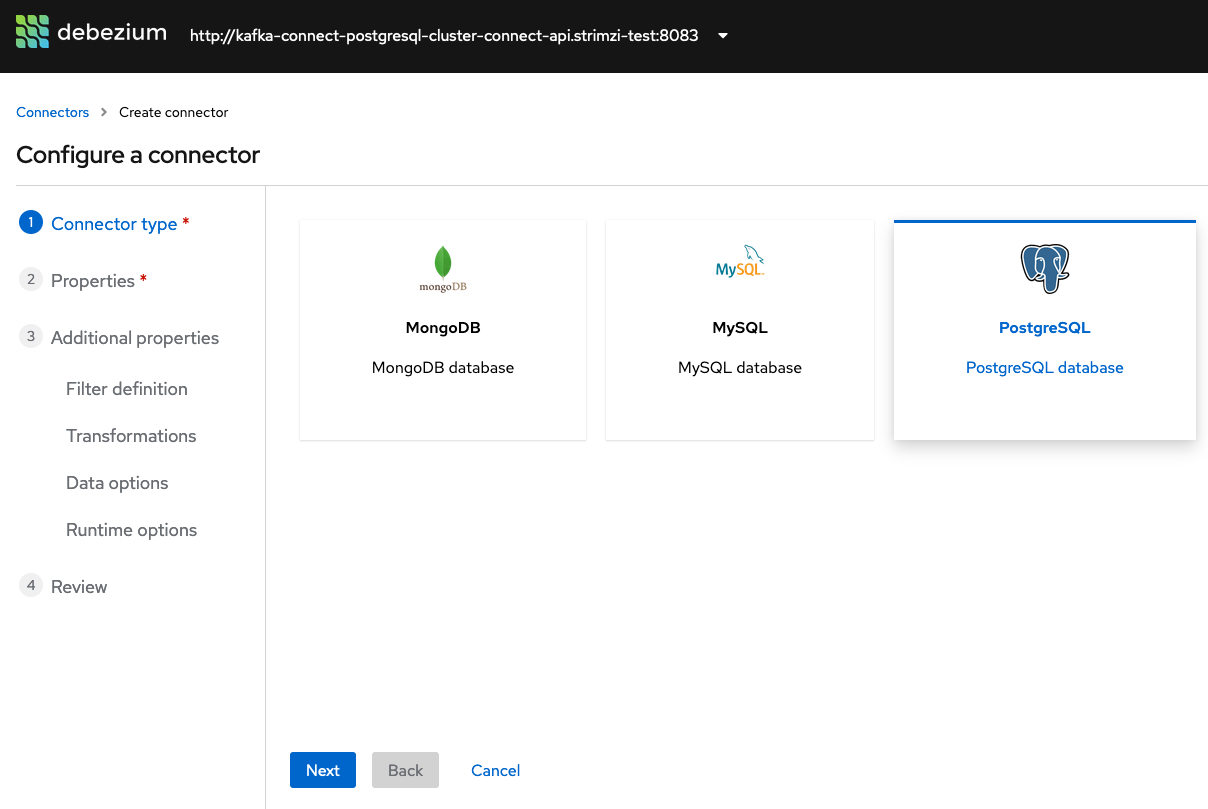 debezium
http://kafka-connect-postgresql-cluster-connect-api.strimzi-test:8083
Connectors > Create connector
Configure a connector
1 Connector type *
2 Properties *
3 Additional properties
Filter definition
Transformations
Data options
Runtime options
4 Review
mongoDB
MongoDB
MongoDB database
MySQL.
MySQL
MySQL database
PostgreSQL
PostgreSQL database
Next
Back
Cancel